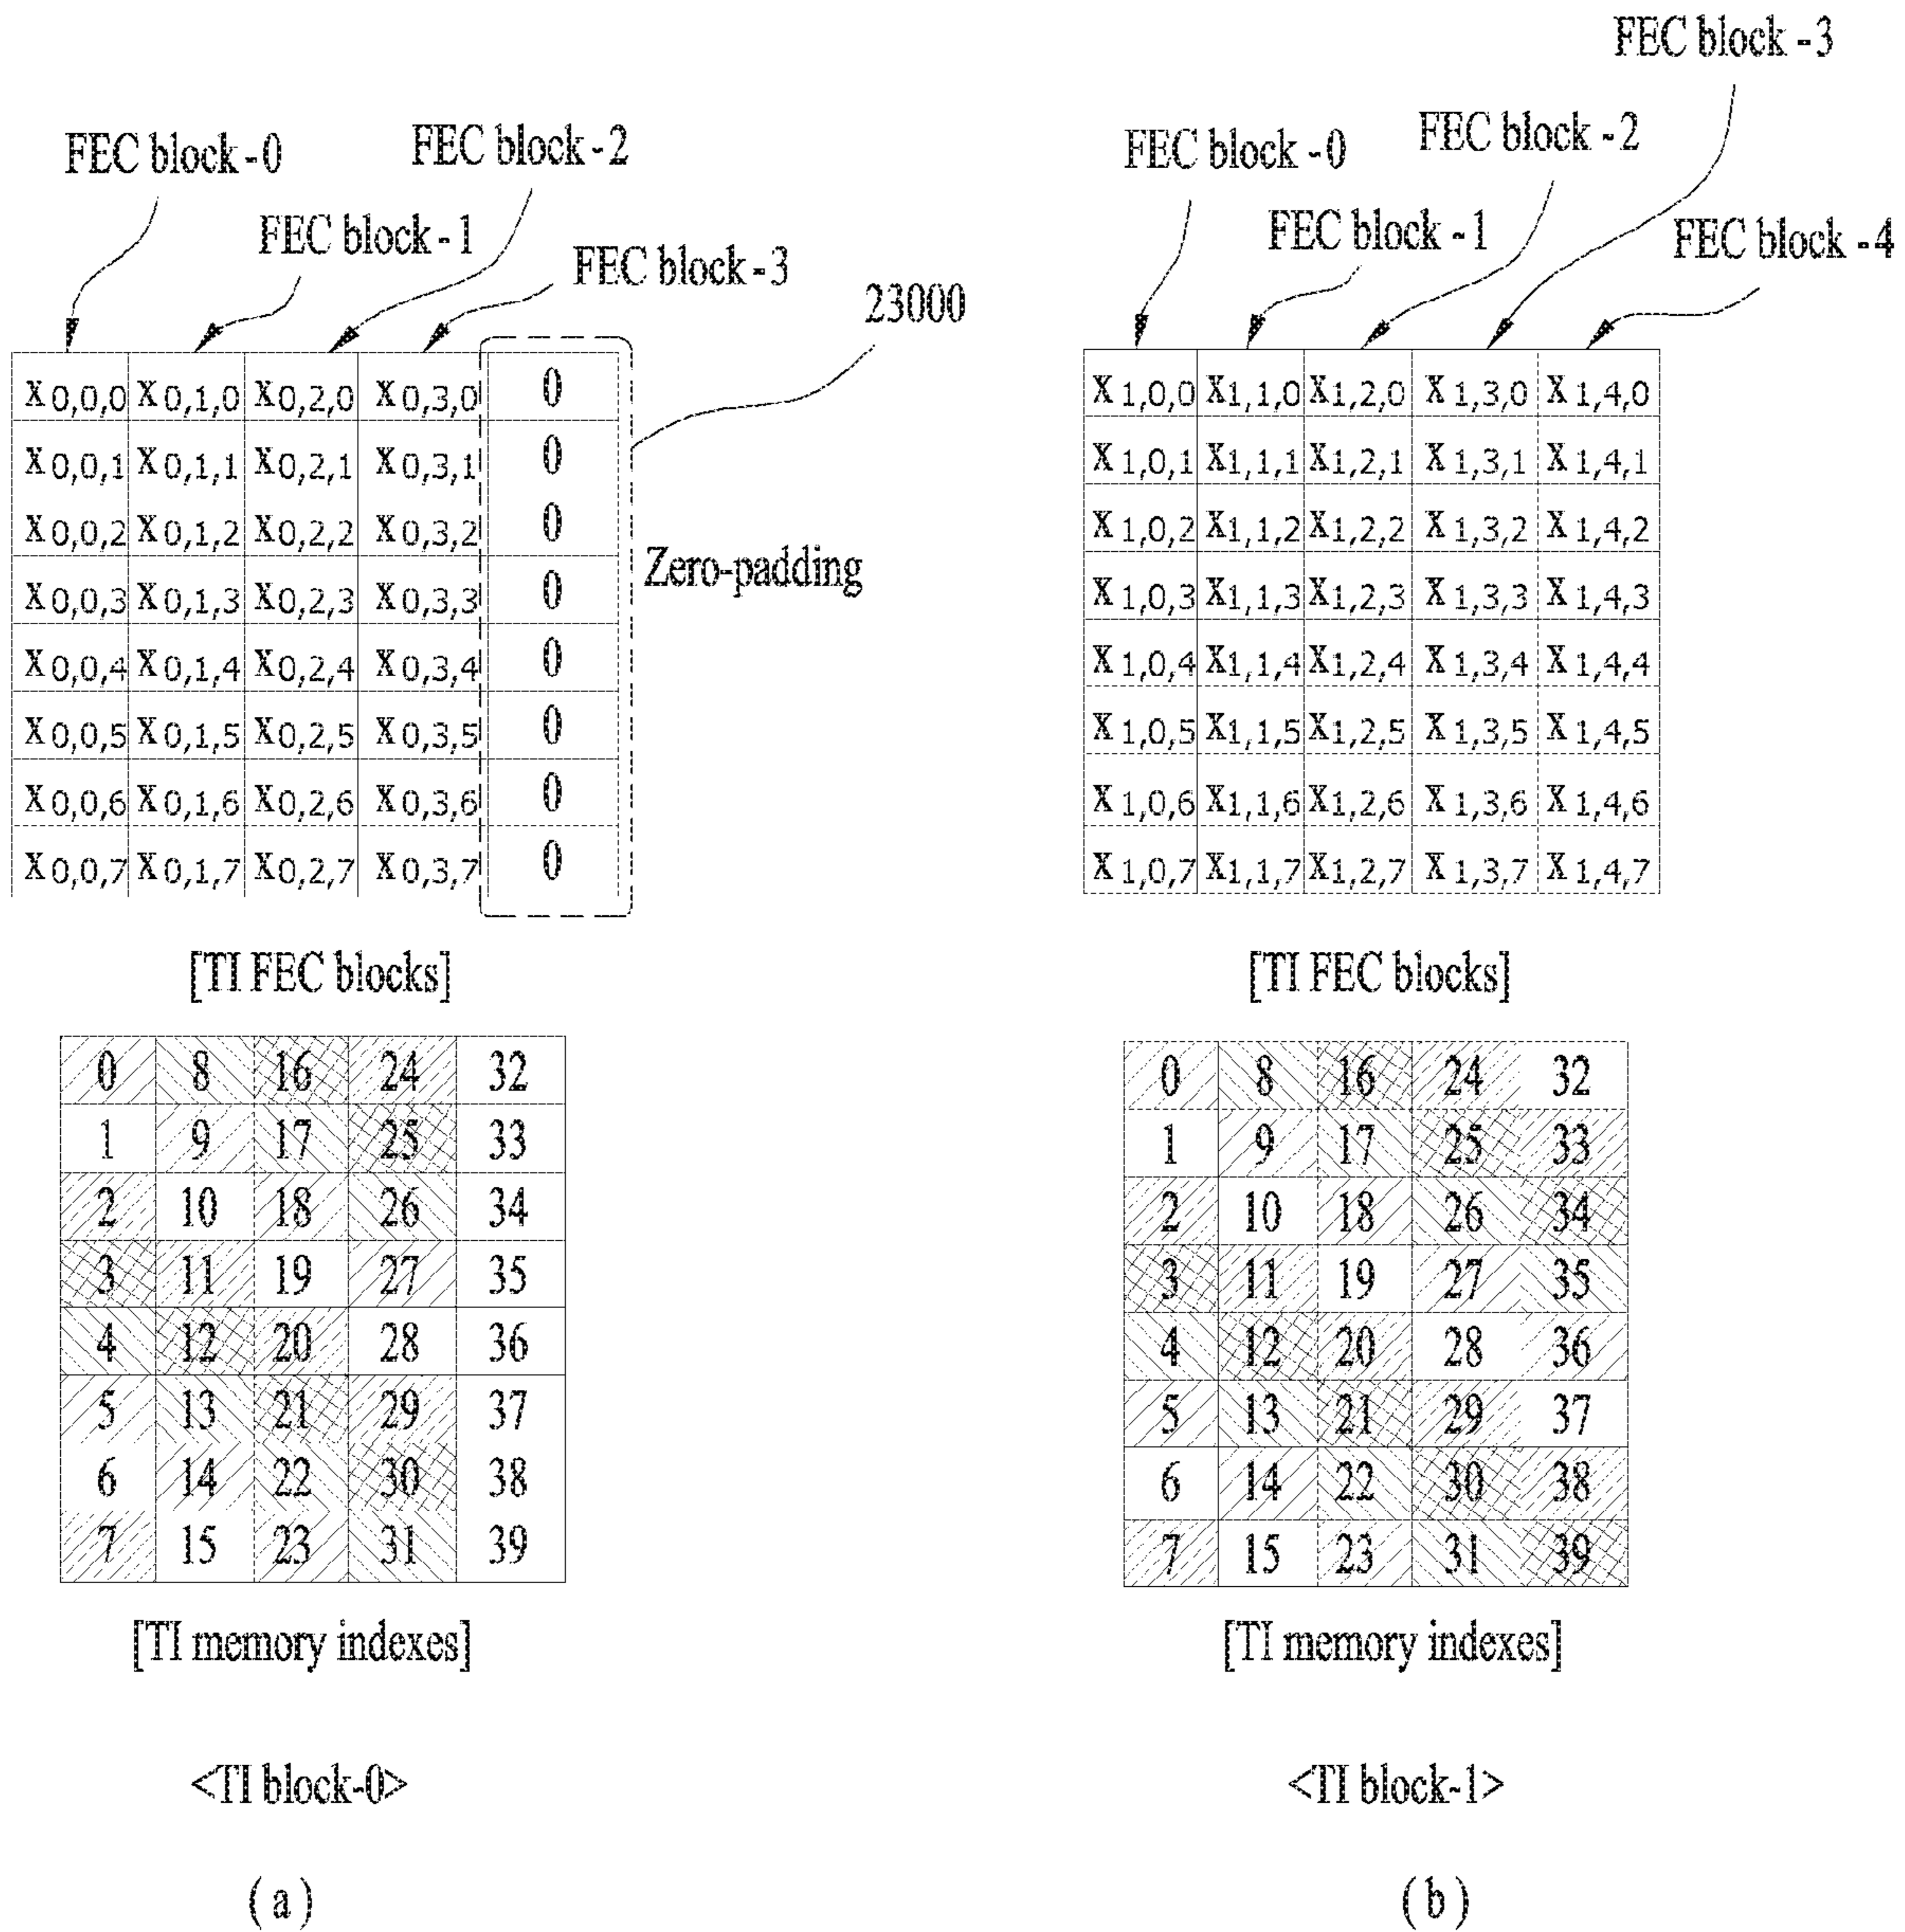 FEC block -3
FEC block-0
FEC block-2
FEC block -0
FEC block -2
FEC block-1
FEC block-3
FEC block -1
FEC block -4
23000
X0,0,0 X0,1,0 X0,2,0 X0,3,0 0
X0,0,1 X0,1,1 X0,2,1 X0,3,1 0
X0,0,2 X0,1,2 X0,2,2 X0,3,2 0
X0,0,3 X0,1,3 X0,2,3 X0,3,3 0
X0,0,4 X0,1,4 X0,2,4 X0,3,4 0
X0,0,5 X0,1,5 X0,2,5 X0,3,5 0
X0,0,6 X0,1,6 X0,2,6 X0,3,6 0
X0,0,7 X0,1,7 X0,2,7 X0,3,7 0
Zero-padding
X1,0,0 X1,1,0 X1,2,0 X1,3,0 X1,4,0
X1,0,1 X1,1,1 X1,2,1 X1,3,1 X1,4,1
X1,0,2 X1,1,2 X1,2,2 X1,3,2 X1,4,2
X1,0,3 X1,1,3 X1,2,3 X1,3,3 X1,4,3
X1,0,4 X1,1,4 X1,2,4 X1,3,4 X1,4,4
X1,0,5 X1,1,5 X1,2,5 X1,3,5 X1,4,5
X1,0,6 X1,1,6 X1,2,6 X1,3,6 X1,4,6
X1,0,7 X1,1,7 X1,2,7 X1,3,7 X1,4,7
[TI FEC blocks]
[TI FEC blocks]
0 8 16 24 32
1 9 17 25 33
2 10 18 26 34
3 11 19 27 35
4 12 20 28 36
5 13 21 29 37
6 14 22 30 38
7 15 23 31 39
0 8 16 24 32
1 9 17 25 33
2 10 18 26 34
3 11 19 27 35
4 12 20 28 36
5 13 21 29 37
6 14 22 30 38
7 15 23 31 39
[TI memory indexes]
[TI memory indexes]
<TI block-0>
<TI block-1>
( a )
( b )